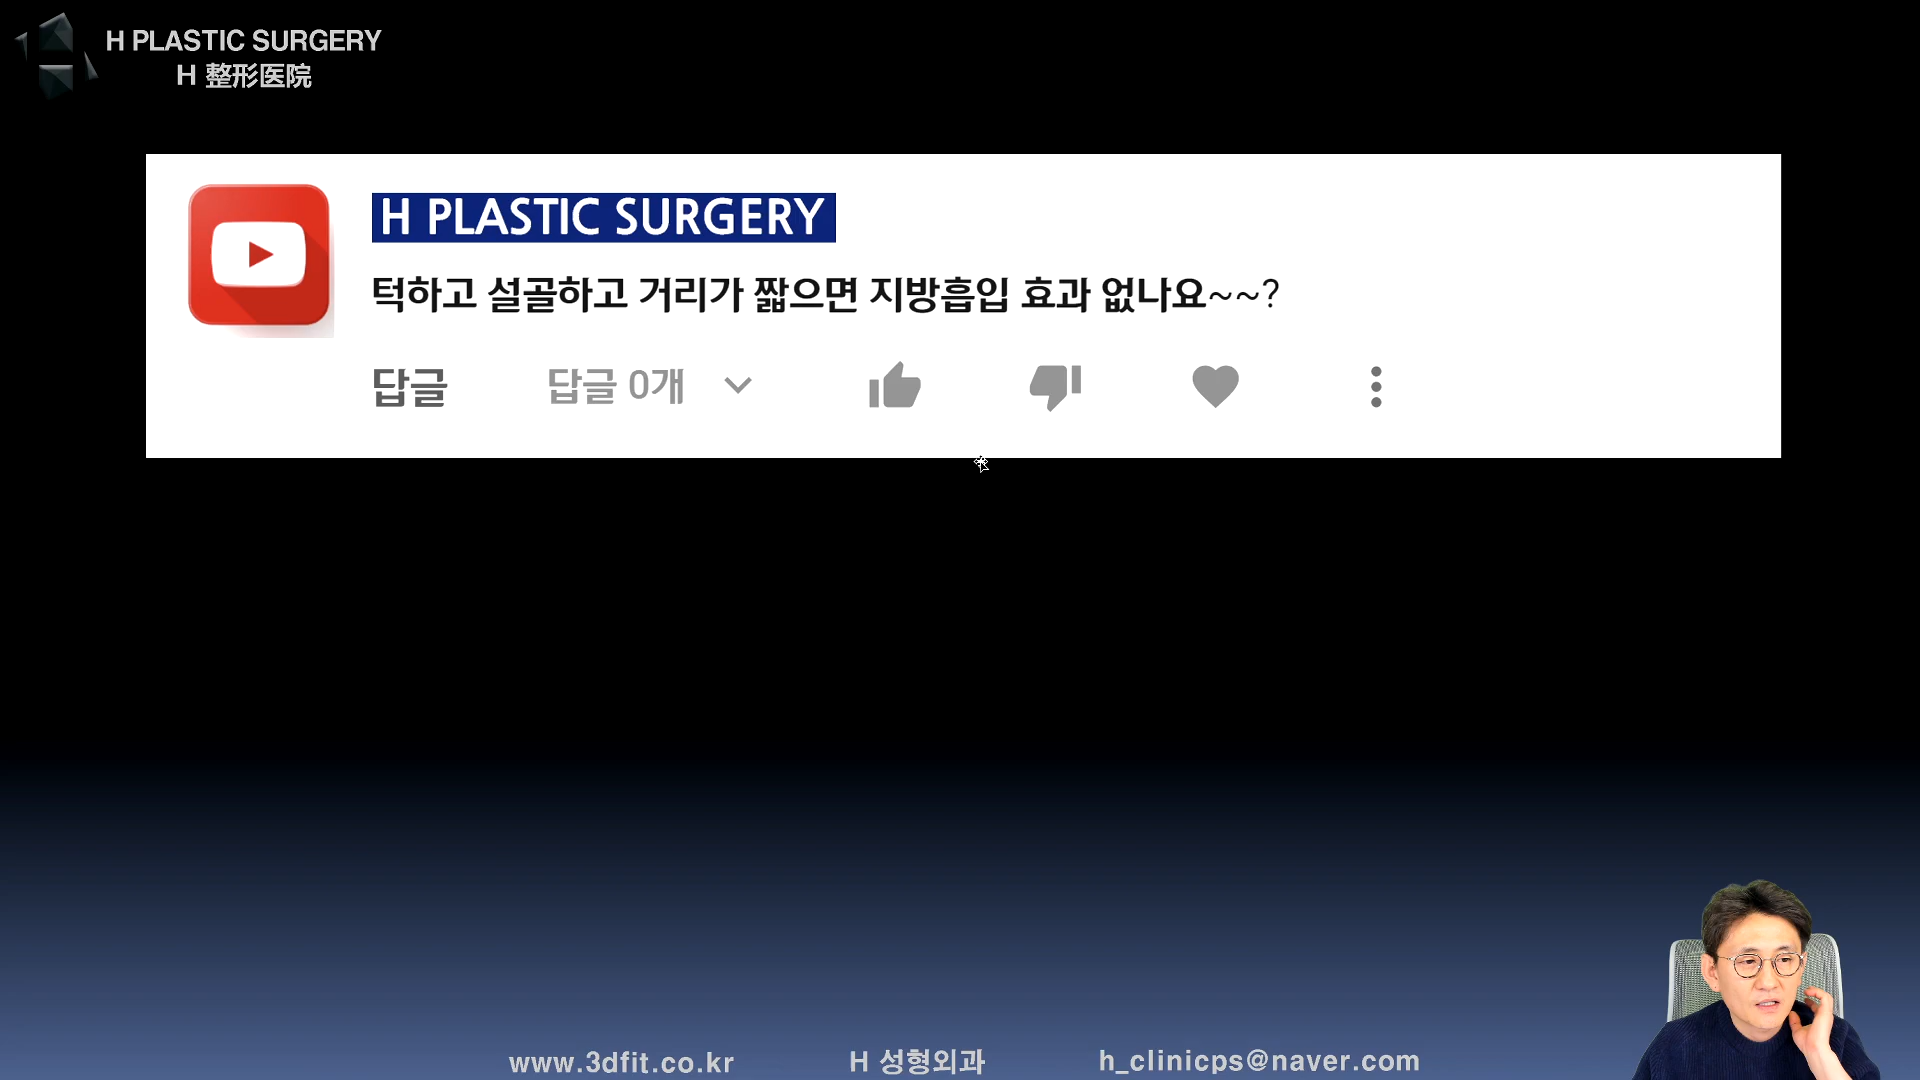 H PLASTIC SURGERY
H 整形医院
H PLASTIC SURGERY
턱하고 설골하고 거리가 짧으면 지방흡입 효과 없나요~~?
답글 답글 0개
www.3dfit.co.kr H 성형외과 h_clinicps@naver.com